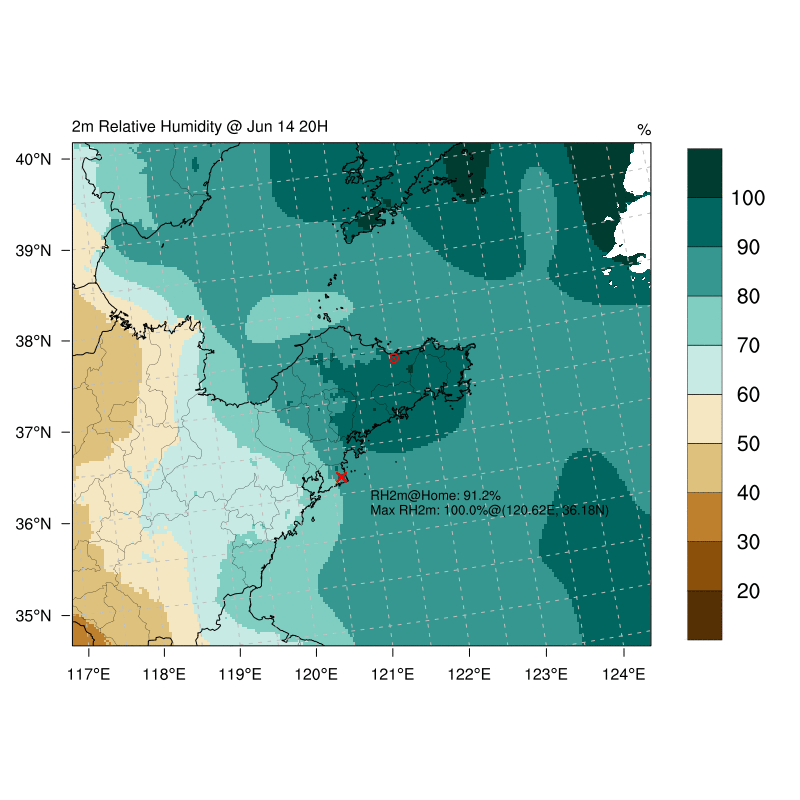 2m Relative Humidity @ Jun 14 20H
%
40°N
39°N
38°N
37°N
36°N
35°N
117°E
118°E
119°E
120°E
121°E
122°E
123°E
124°E
RH2m@Home: 91.2%
Max RH2m: 100.0%@(120.62E, 36.18N)
100
90
80
70
60
50
40
30
20